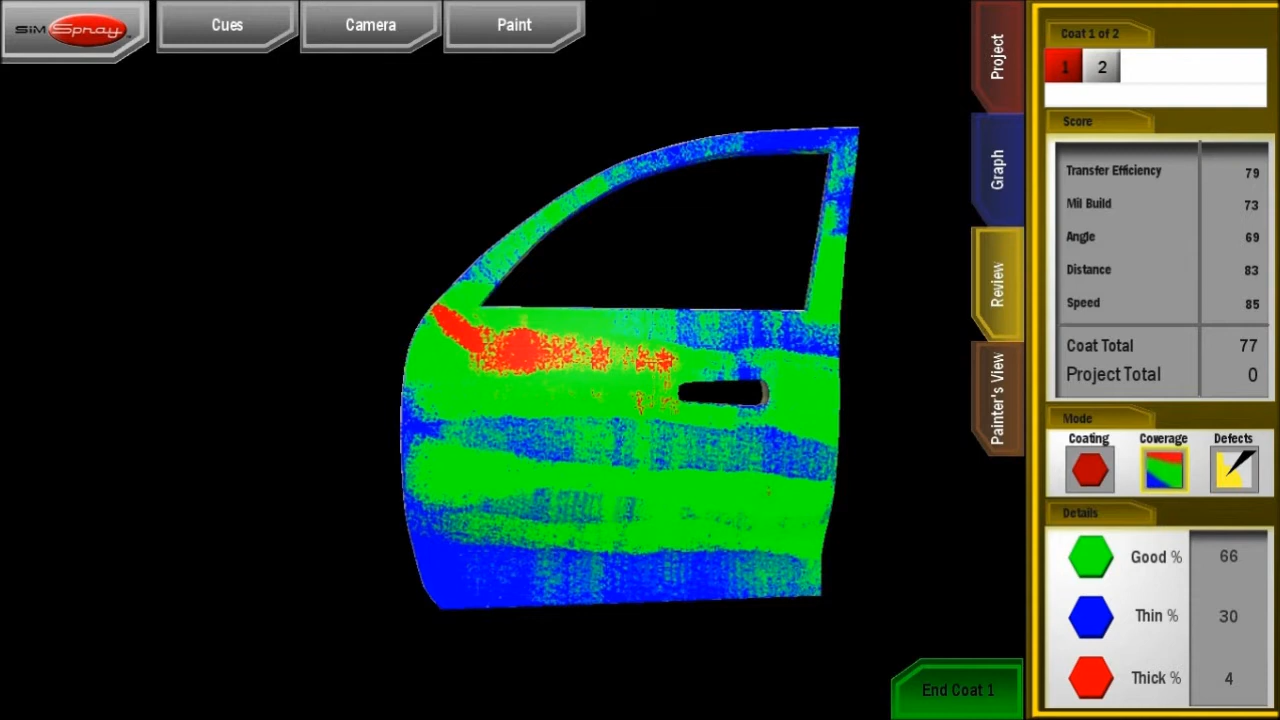 SiM Spray
Cues
Camera
Paint
Project
Graph
Review
Painter's View
Coat 1 of 2
1 2
Score
Transfer Efficiency 79
Mil Build 73
Angle 69
Distance 83
Speed 85
Coat Total 77
Project Total 0
Mode
Coating Coverage Defects
Details
Good % 66
Thin % 30
Thick % 4
End Coat 1